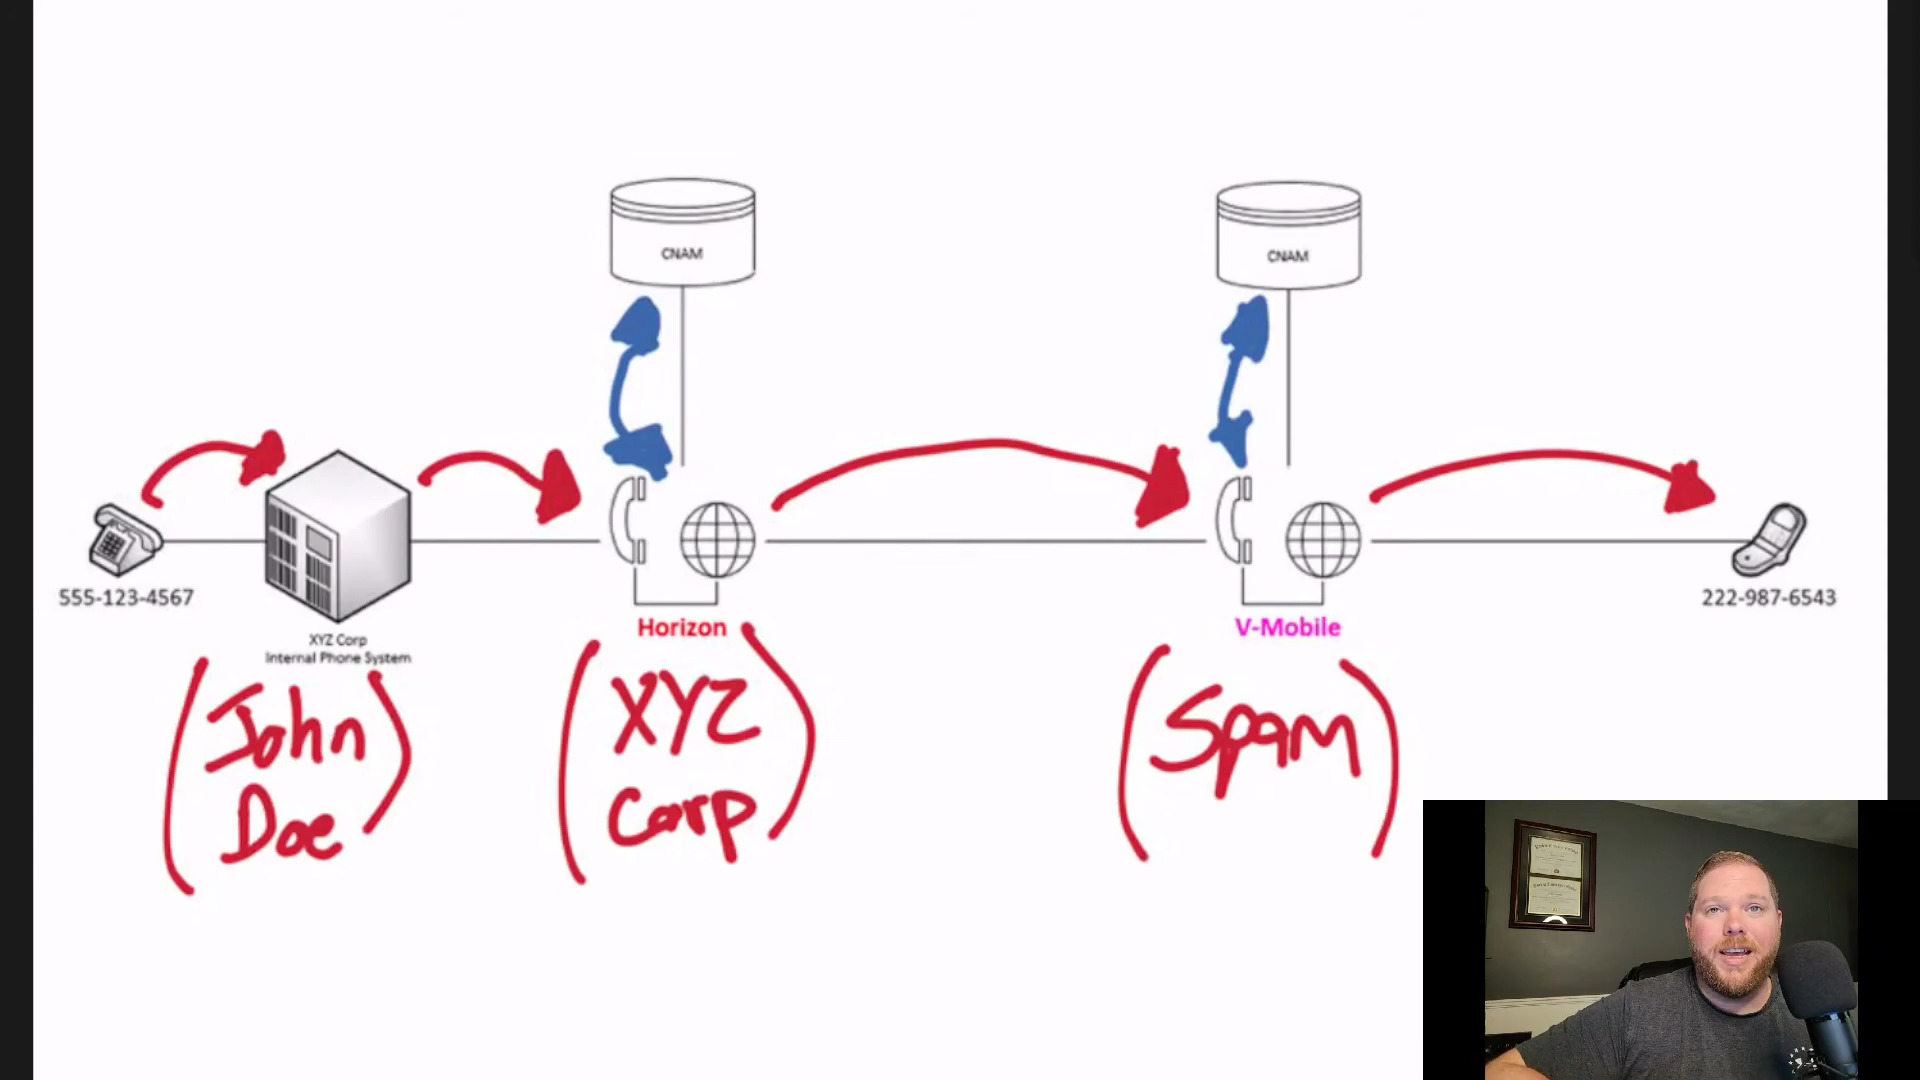 CNAM
CNAM
555-123-4567
XYZ Corp
Internal Phone System
Horizon
V-Mobile
222-987-6543
(John
Doe)
(XYZ
Corp)
(Spam)